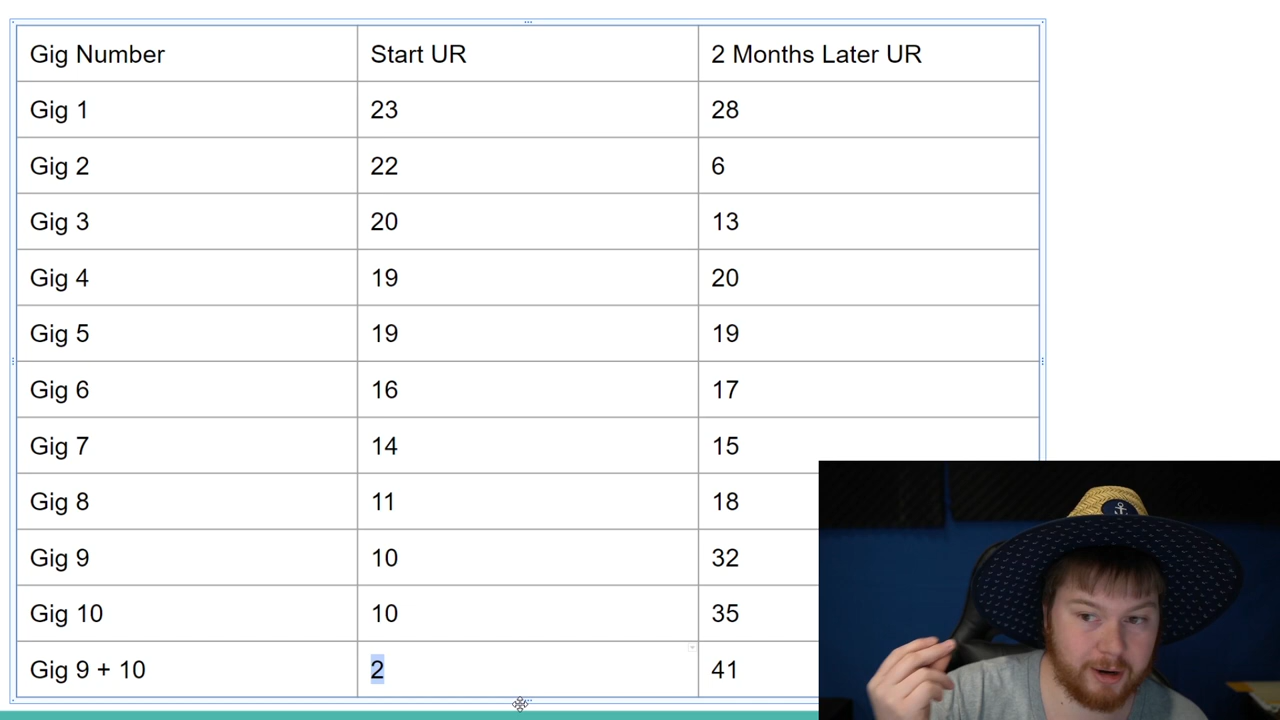 Gig Number Start UR 2 Months Later UR
Gig 1 23 28
Gig 2 22 6
Gig 3 20 13
Gig 4 19 20
Gig 5 19 19
Gig 6 16 17
Gig 7 14 15
Gig 8 11 18
Gig 9 10 32
Gig 10 10 35
Gig 9 + 10 2 41